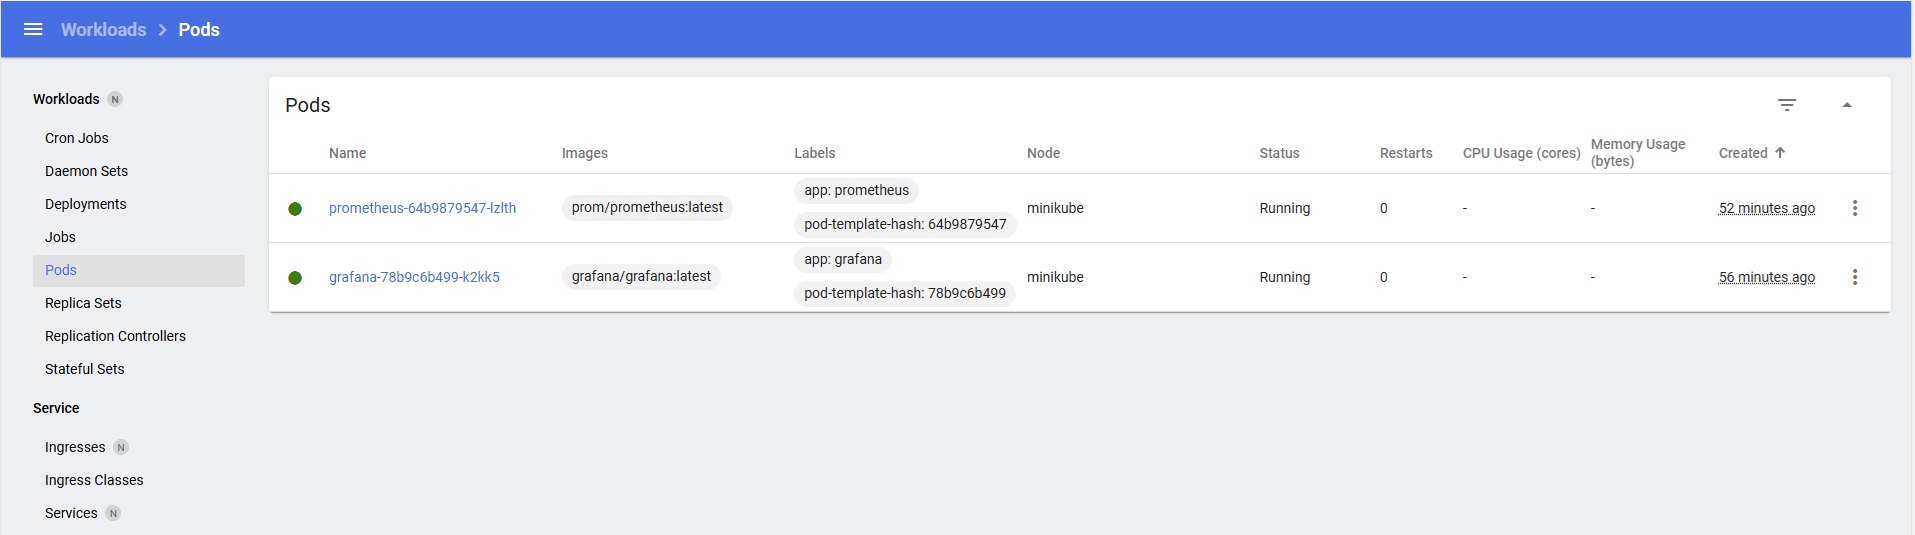 Workloads > Pods
Workloads N
Cron Jobs
Daemon Sets
Deployments
Jobs
Pods
Replica Sets
Replication Controllers
Stateful Sets
Service
Ingresses N
Ingress Classes
Services N
Pods
Name Images Labels Node Status Restarts CPU Usage (cores) Memory Usage (bytes) Created
prometheus-64b9879547-lzlth prom/prometheus:latest app: prometheus minikube Running 0 - - 52 minutes ago
pod-template-hash: 64b9879547
grafana-78b9c6b499-k2kk5 grafana/grafana:latest app: grafana minikube Running 0 - - 56 minutes ago
pod-template-hash: 78b9c6b499